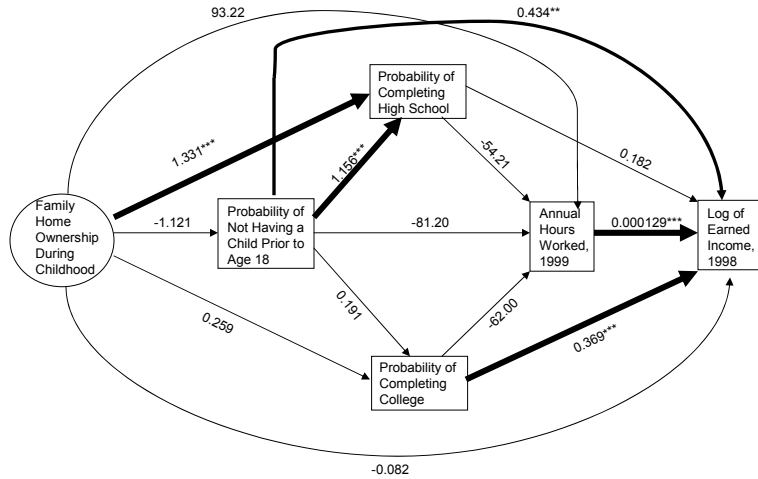 93.22
0.434**
Probability of
Completing
High School
1.331***
1.156***
-54.21
0.182
Family
Home
Ownership
During
Childhood
-1.121
Probability of
Not Having a
Child Prior to
Age 18
-81.20
Annual
Hours
Worked,
1999
0.000129***
Log of
Earned
Income,
1998
0.259
0.191
-62.00
0.369***
Probability of
Completing
College
-0.082